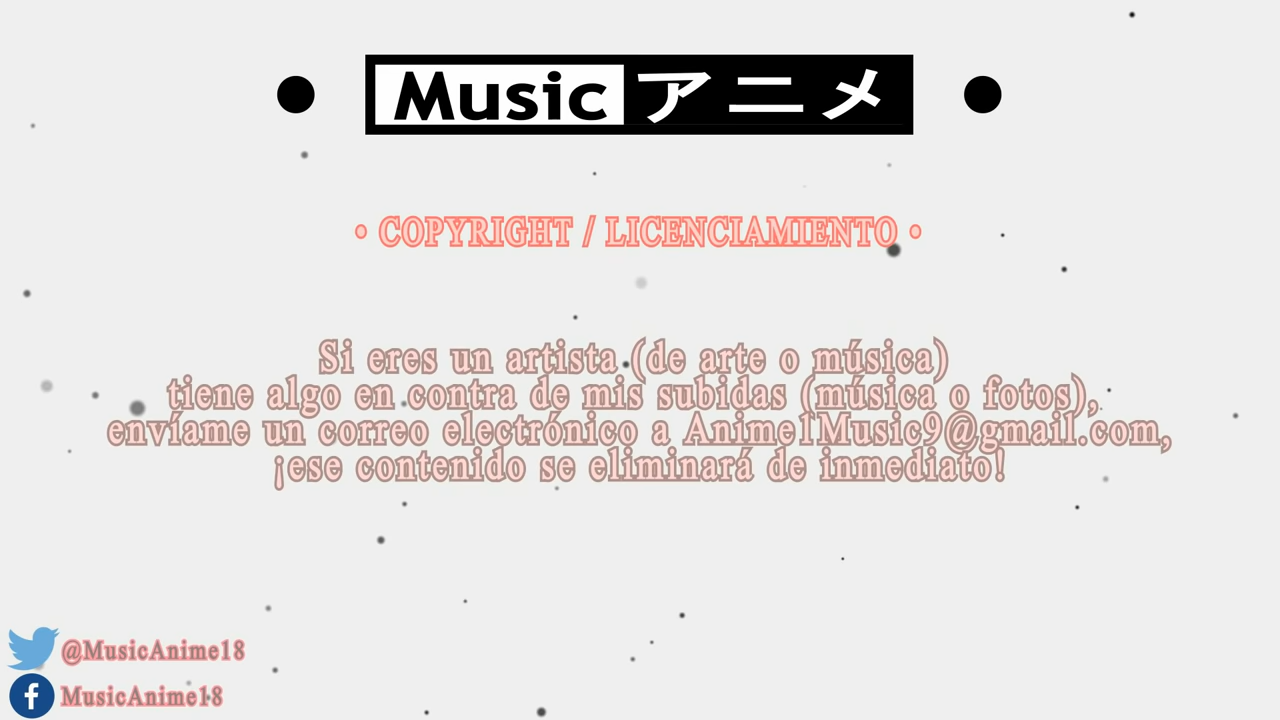 • Music アニメ •
• COPYRIGHT / LICENCIAMIENTO •
Si eres un artista (de arte o música)
tiene algo en contra de mis subidas (música o fotos),
envíame un correo electrónico a Anime1Music9@gmail.com,
¡ese contenido se eliminará de inmediato!
@MusicAnime18
MusicAnime18